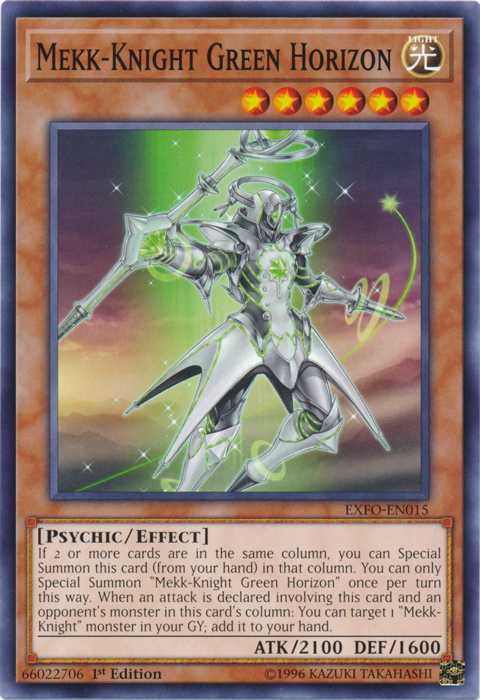 MEKK-KNIGHT GREEN HORIZON
LIGHT
光
EXFO-EN015
[PSYCHIC/EFFECT]
If 2 or more cards are in the same column, you can Special
Summon this card (from your hand) in that column. You can only
Special Summon "Mekk-Knight Green Horizon" once per turn
this way. When an attack is declared involving this card and an
opponent's monster in this card's column: You can target 1 "Mekk-
Knight" monster in your GY; add it to your hand.
ATK/2100 DEF/1600
66022706 1st Edition ©1996 KAZUKI TAKAHASHI